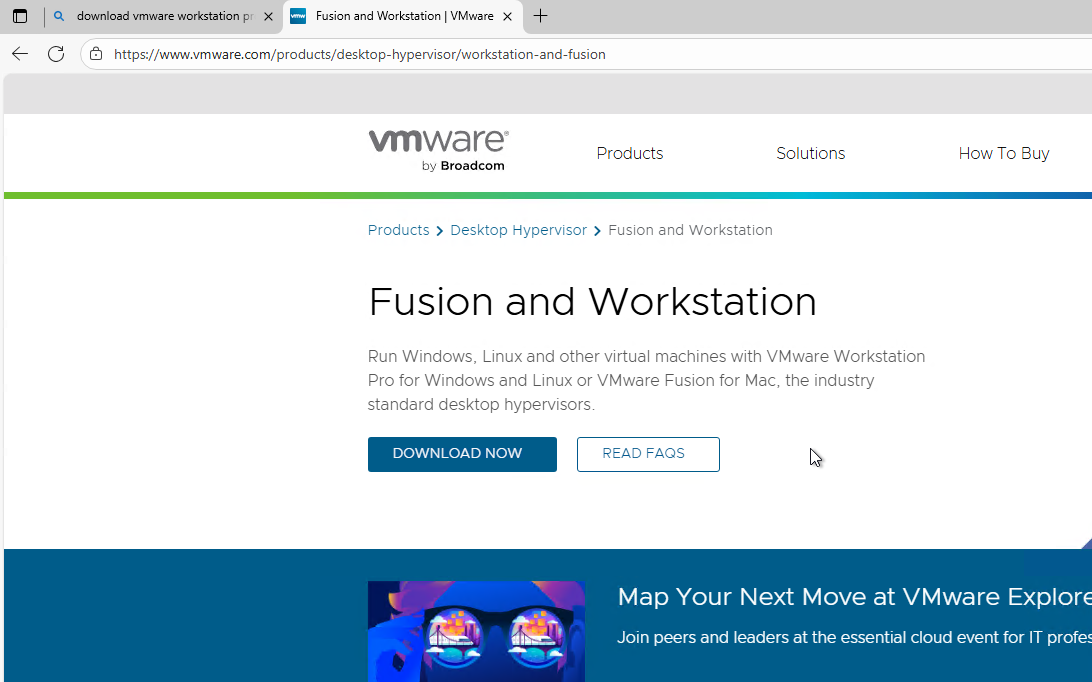 download vmware workstation pr
Fusion and Workstation | VMware
https://www.vmware.com/products/desktop-hypervisor/workstation-and-fusion
vmware®
by Broadcom
Products
Solutions
How To Buy
Products > Desktop Hypervisor > Fusion and Workstation
Fusion and Workstation
Run Windows, Linux and other virtual machines with VMware Workstation
Pro for Windows and Linux or VMware Fusion for Mac, the industry
standard desktop hypervisors.
DOWNLOAD NOW
READ FAQS
Map Your Next Move at VMware Explore
Join peers and leaders at the essential cloud event for IT profes